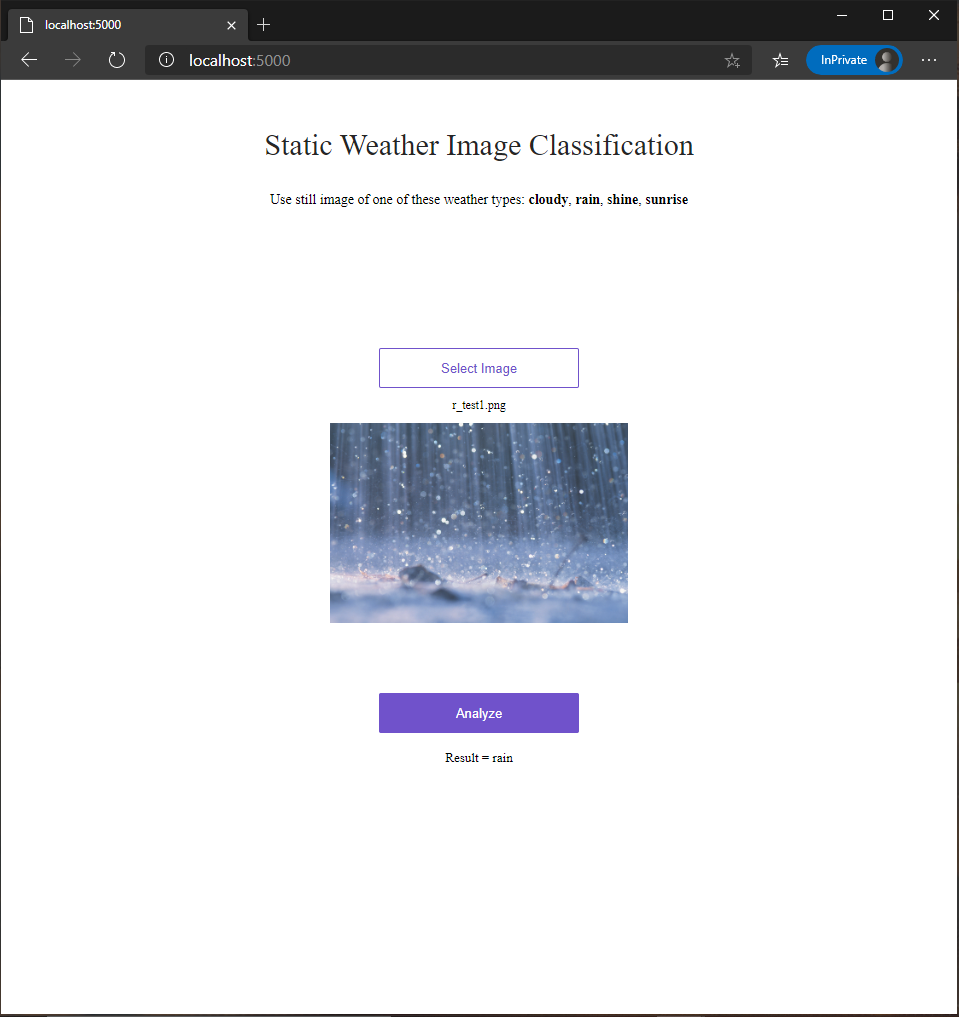 localhost:5000
localhost:5000
InPrivate
Static Weather Image Classification
Use still image of one of these weather types: cloudy, rain, shine, sunrise
Select Image
r_test1.png
Analyze
Result = rain